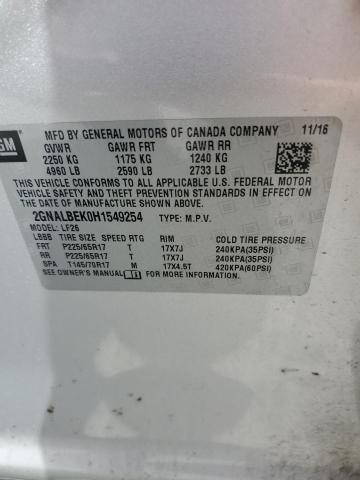 GM
MFD BY GENERAL MOTORS OF CANADA COMPANY 11/16
GVWR GAWR FRT GAWR RR
2250 KG 1175 KG 1240 KG
4960 LB 2590 LB 2733 LB
THIS VEHICLE CONFORMS TO ALL APPLICABLE U.S. FEDERAL MOTOR
VEHICLE SAFETY AND THEFT PREVENTION STANDARDS IN EFFECT ON
THE DATE OF MANUFACTURE SHOWN ABOVE.
2GNALBEK0H1549254 TYPE: M.P.V.
MODEL: LF26
LBBB TIRE SIZE SPEED RTG RIM COLD TIRE PRESSURE
FRT P225/65R17 T 17X7J 240KPA(35PSI)
RR P225/65R17 T 17X7J 240KPA(35PSI)
SPA T145/70R17 M 17X4.5T 420KPA(60PSI)
SEE OWNER'S MANUAL FOR MORE INFORMATION.